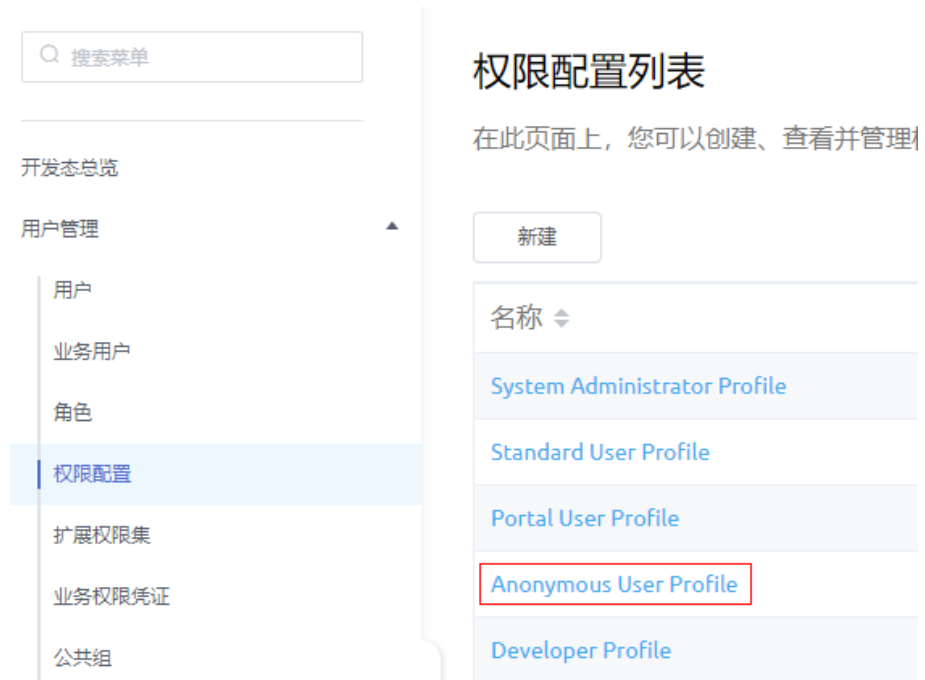 搜索菜单
开发态总览
用户管理
用户
业务用户
角色
权限配置
扩展权限集
业务权限凭证
公共组
权限配置列表
在此页面上，您可以创建、查看并管理
新建
名称
System Administrator Profile
Standard User Profile
Portal User Profile
Anonymous User Profile
Developer Profile